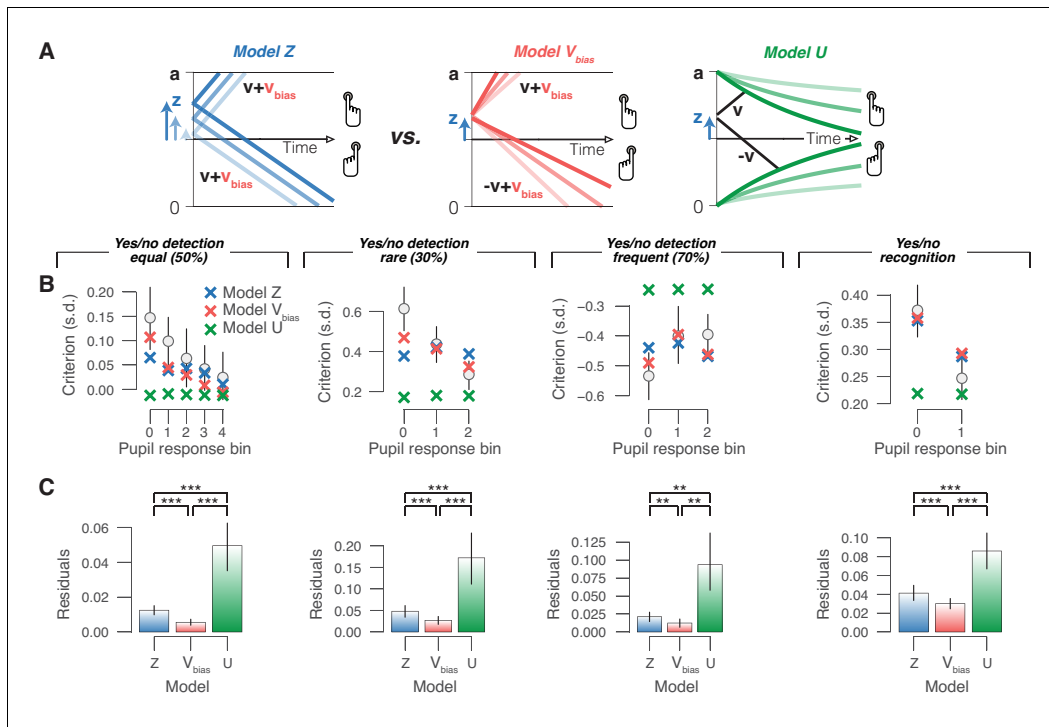 A
Model Z
Model Vbias
Model U
a
z
v+vbias
v+vbias
Time
0
vs.
a
z
v+vbias
-v+vbias
Time
0
a
z
v
-v
Time
0
Yes/no detection
equal (50%)
Yes/no detection
rare (30%)
Yes/no detection
frequent (70%)
Yes/no
recognition
B
Criterion (s.d.)
0.20
0.15
0.10
0.05
0.00
Model Z
Model Vbias
Model U
0 1 2 3 4
Pupil response bin
Criterion (s.d.)
0.6
0.4
0.2
0 1 2
Pupil response bin
Criterion (s.d.)
−0.3
−0.4
−0.5
−0.6
0 1 2
Pupil response bin
Criterion (s.d.)
0.40
0.35
0.30
0.25
0.20
0 1
Pupil response bin
C
Residuals
0.06
0.04
0.02
0.00
***
*** ***
Z Vbias U
Model
Residuals
0.20
0.15
0.10
0.05
0.00
***
*** ***
Z Vbias U
Model
Residuals
0.125
0.100
0.075
0.050
0.025
0.000
**
** **
Z Vbias U
Model
Residuals
0.10
0.08
0.06
0.04
0.02
0.00
***
*** ***
Z Vbias U
Model